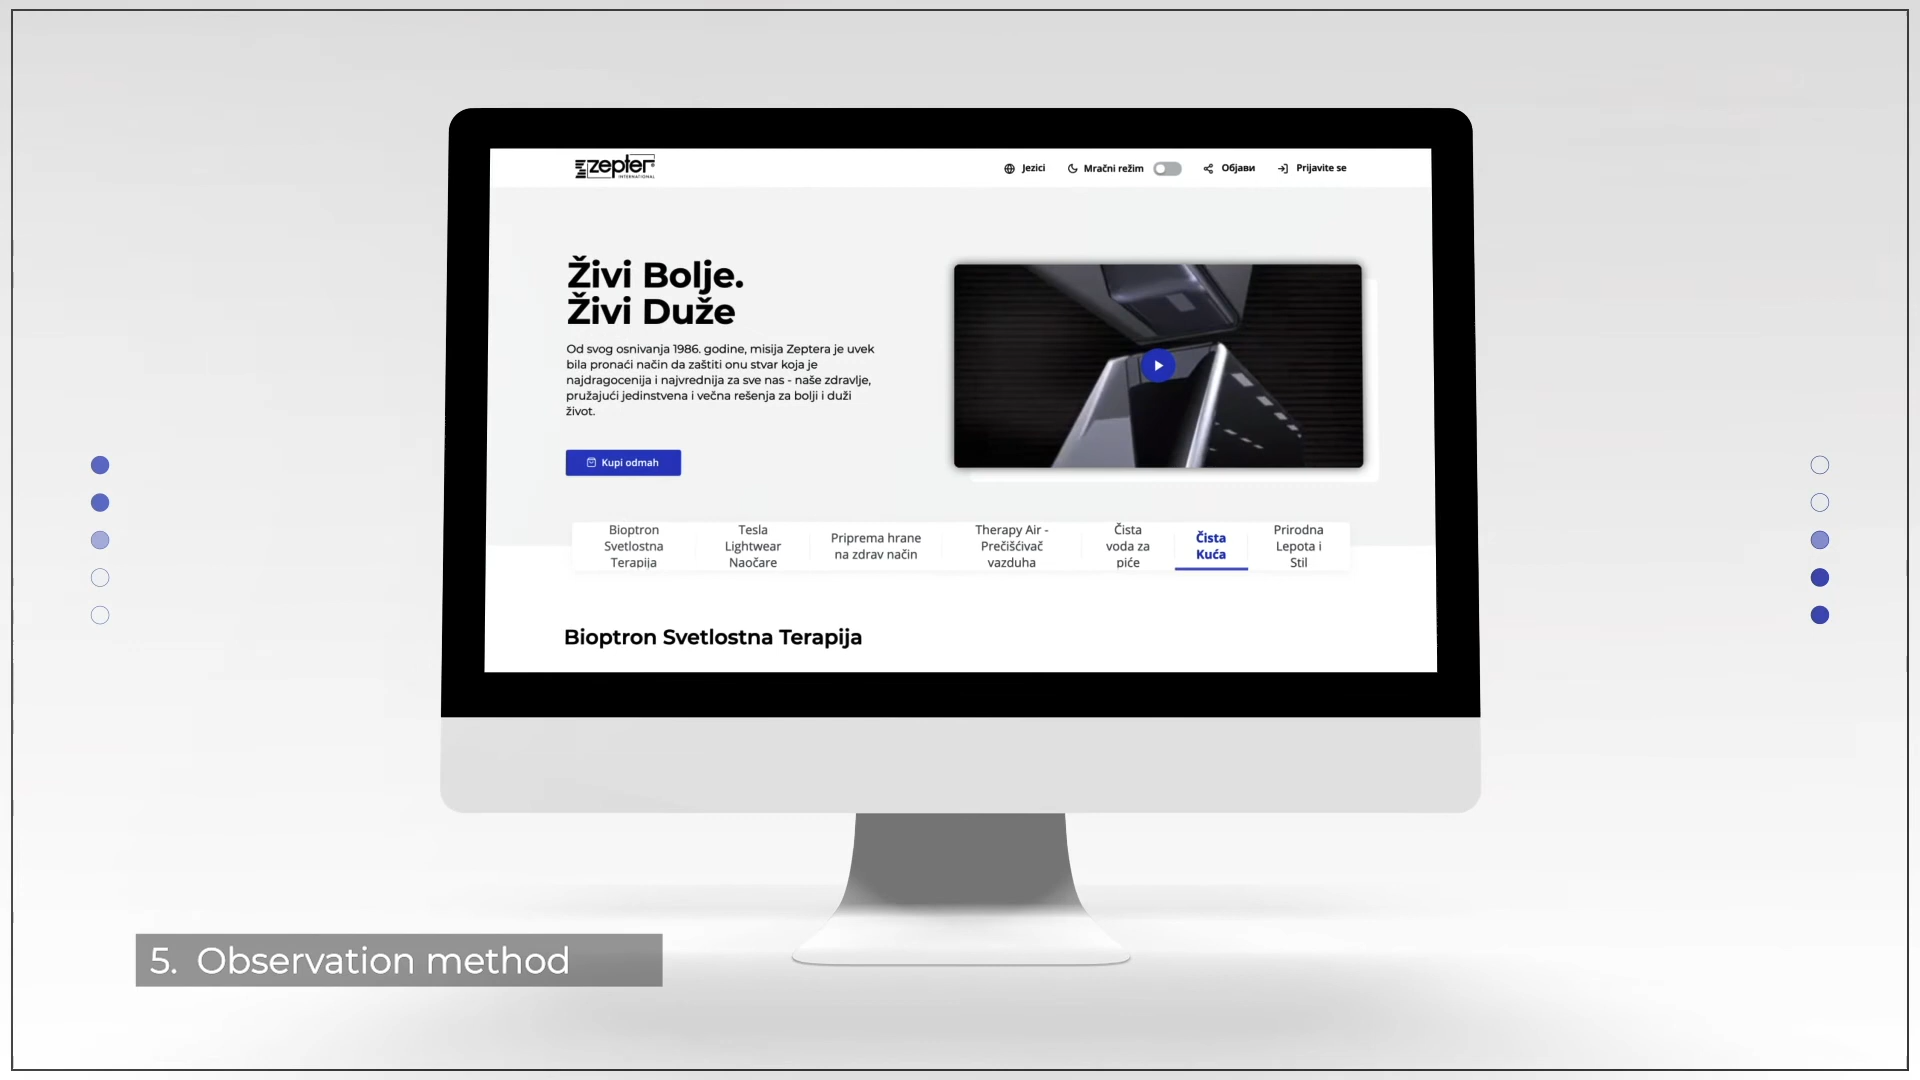 zepter
INTERNATIONAL
Jezici
Mračni režim
Објави
Prijavite se
Živi Bolje.
Živi Duže
Od svog osnivanja 1986. godine, misija Zeptera je uvek
bila pronaći način da zaštiti onu stvar koja je
najdragocenija i najvrednija za sve nas - naše zdravlje,
pružajući jedinstvena i večna rešenja za bolji i duži
život.
Kupi odmah
Bioptron
Svetlostna
Terapija
Tesla
Lightwear
Naočare
Priprema hrane
na zdrav način
Therapy Air -
Prečišćivač
vazduha
Čista
voda za
piće
Čista
Kuća
Prirodna
Lepota i
Stil
Bioptron Svetlostna Terapija
5. Observation method